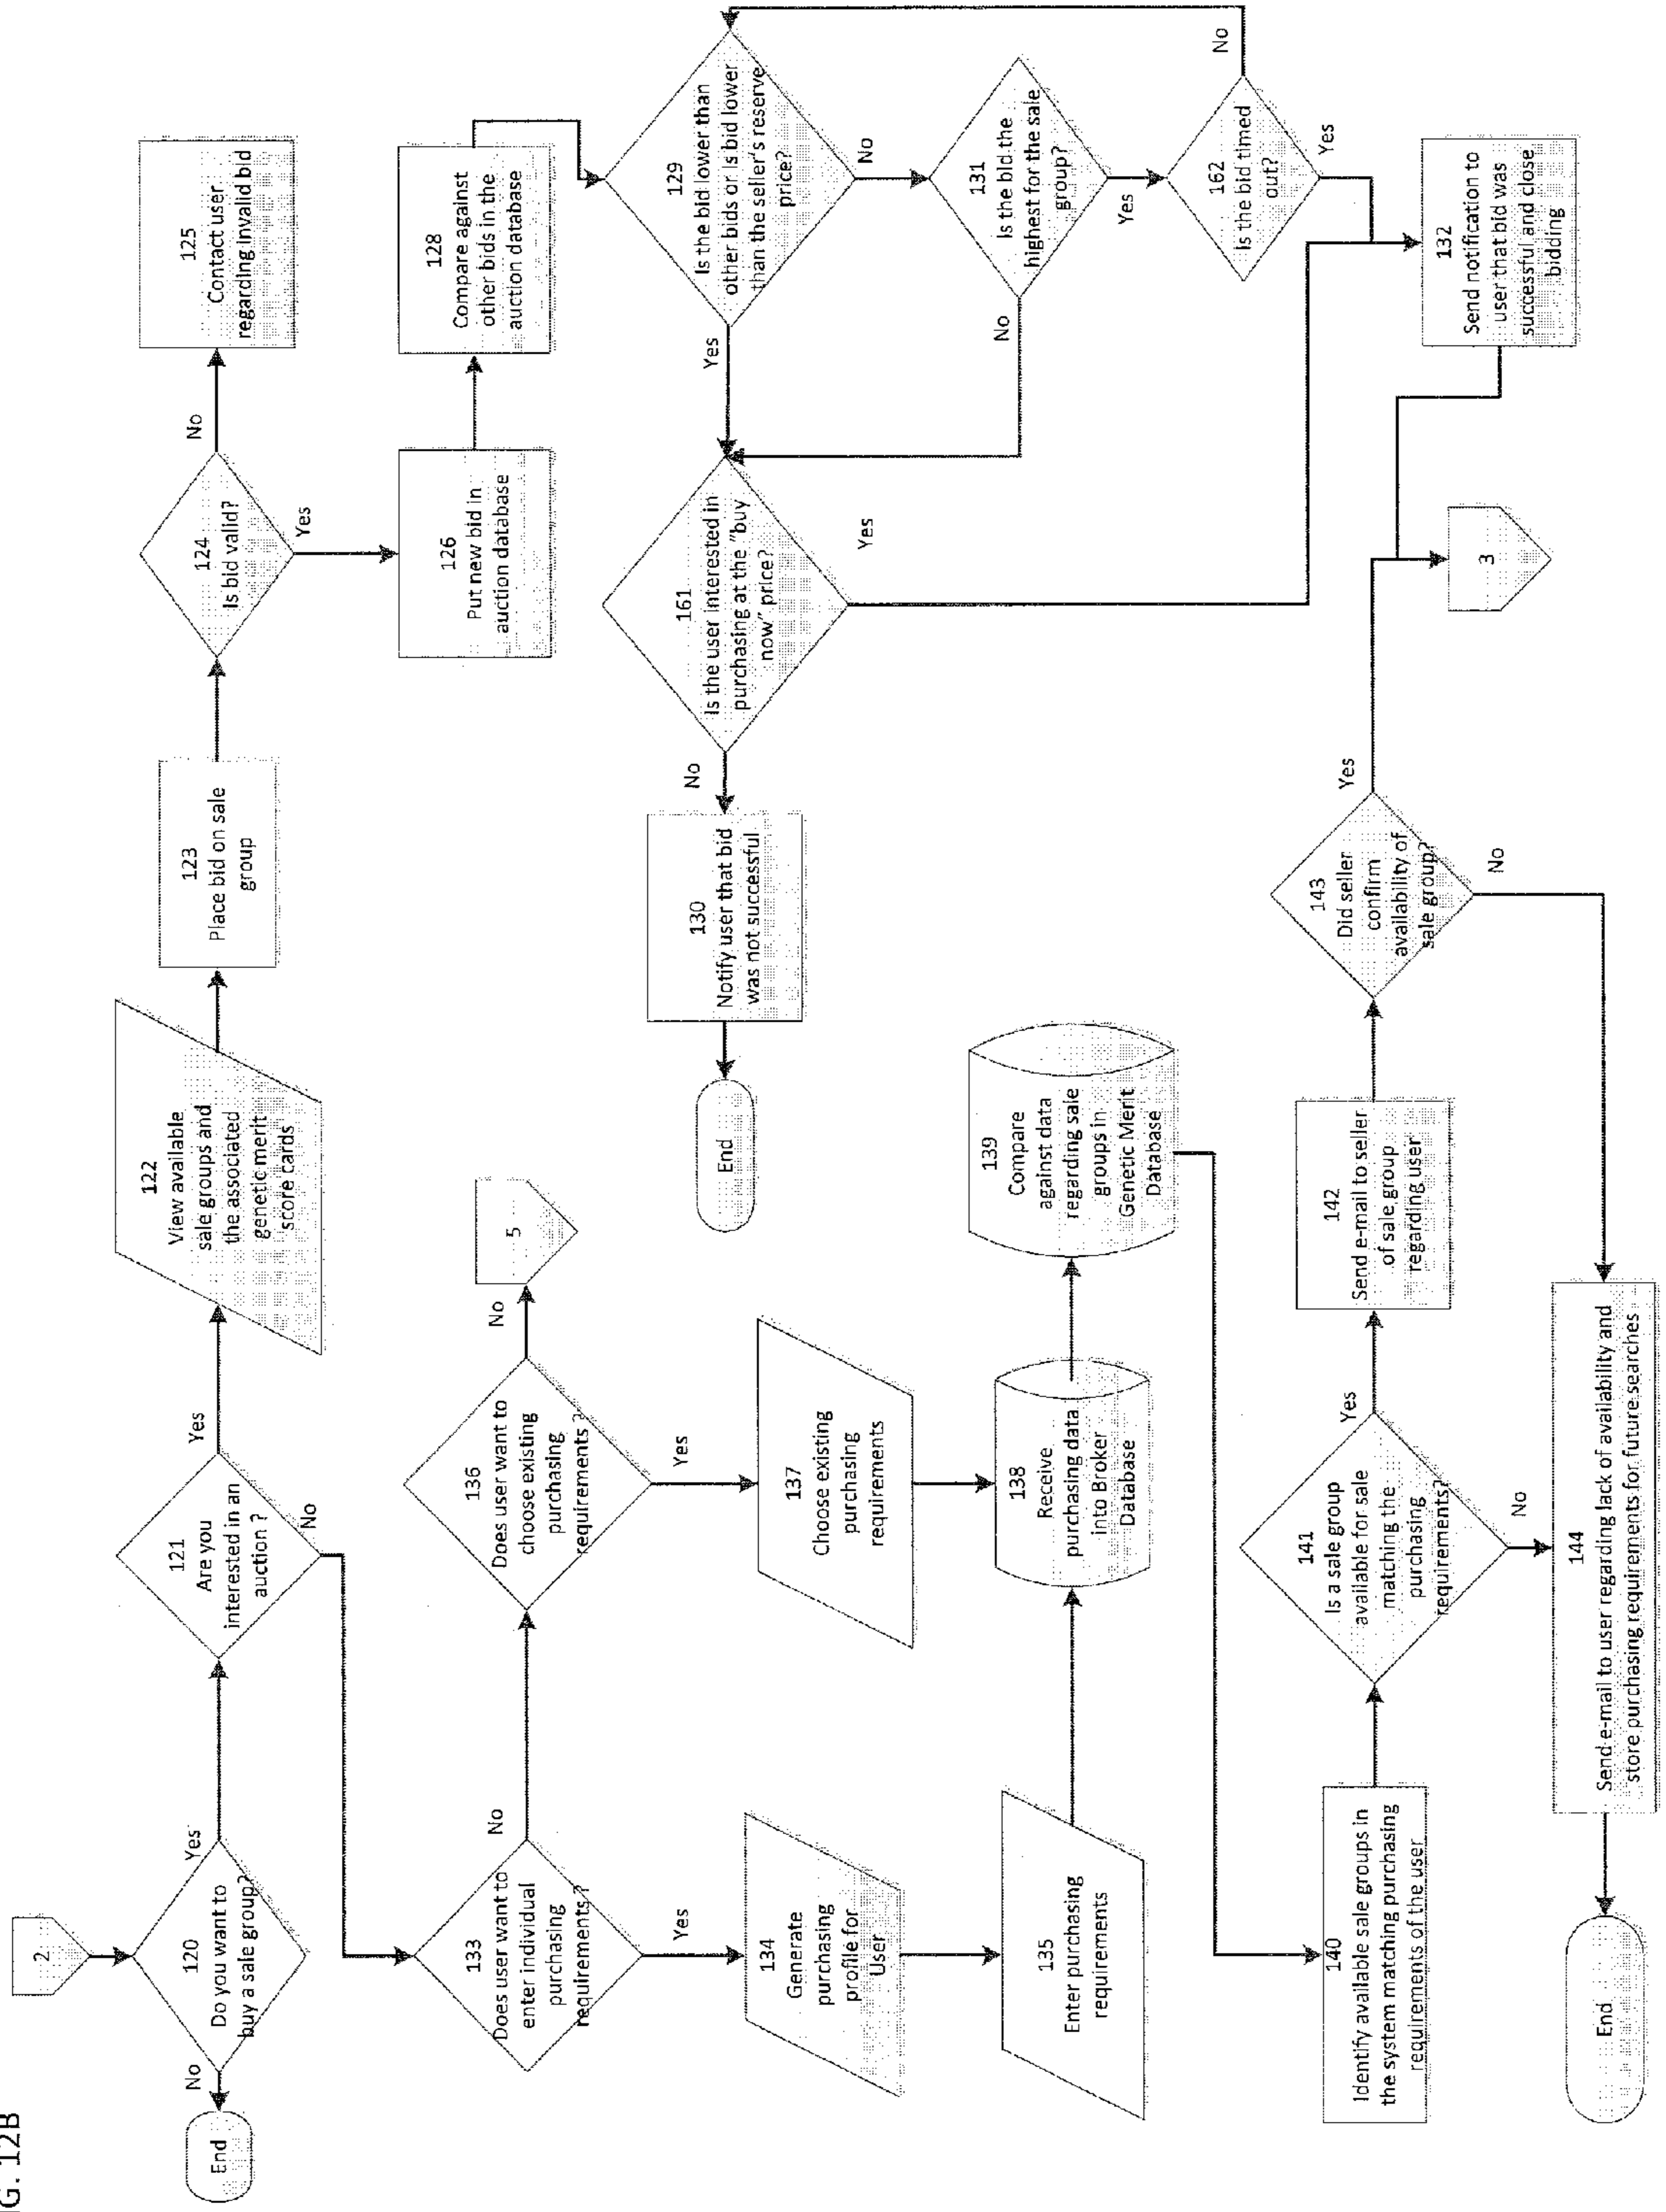 G. 12B
2
120
Do you want to
buy a sale group?
No
End
Yes
121
Are you
interested in an
auction ?
Yes
No
122
View available
sale groups and
the associated
genetic merit
score cards
123
Place bid on sale
group
124
Is bid valid?
No
Yes
125
Contact user
regarding invalid bid
126
Put new bid in
auction database
128
Compare against
other bids in the
auction database
129
Is the bid lower than
other bids or is bid lower
than the seller's reserve
price?
Yes
No
131
Is the bid the
highest for the sale
group?
No
Yes
162
Is the bid timed
out?
No
Yes
132
Send notification to
user that bid was
successful and close
bidding
161
Is the user interested in
purchasing at the "buy
now" price?
Yes
No
130
Notify user that bid
was not successful
End
133
Does user want to
enter individual
purchasing
requirements ?
No
Yes
136
Does user want to
choose existing
purchasing
requirements ?
No
5
Yes
134
Generate
purchasing
profile for
User
137
Choose existing
purchasing
requirements
135
Enter purchasing
requirements
138
Receive
purchasing data
into Broker
Database
139
Compare
against data
regarding sale
groups in
Genetic Merit
Database
140
Identify available sale groups in
the system matching purchasing
requirements of the user
141
Is a sale group
available for sale
matching the
purchasing
requirements?
Yes
No
142
Send e-mail to seller
of sale group
regarding user
143
Did seller
confirm
availability of
sale group?
Yes
No
3
144
Send e-mail to user regarding lack of availability and
store purchasing requirements for future searches
End